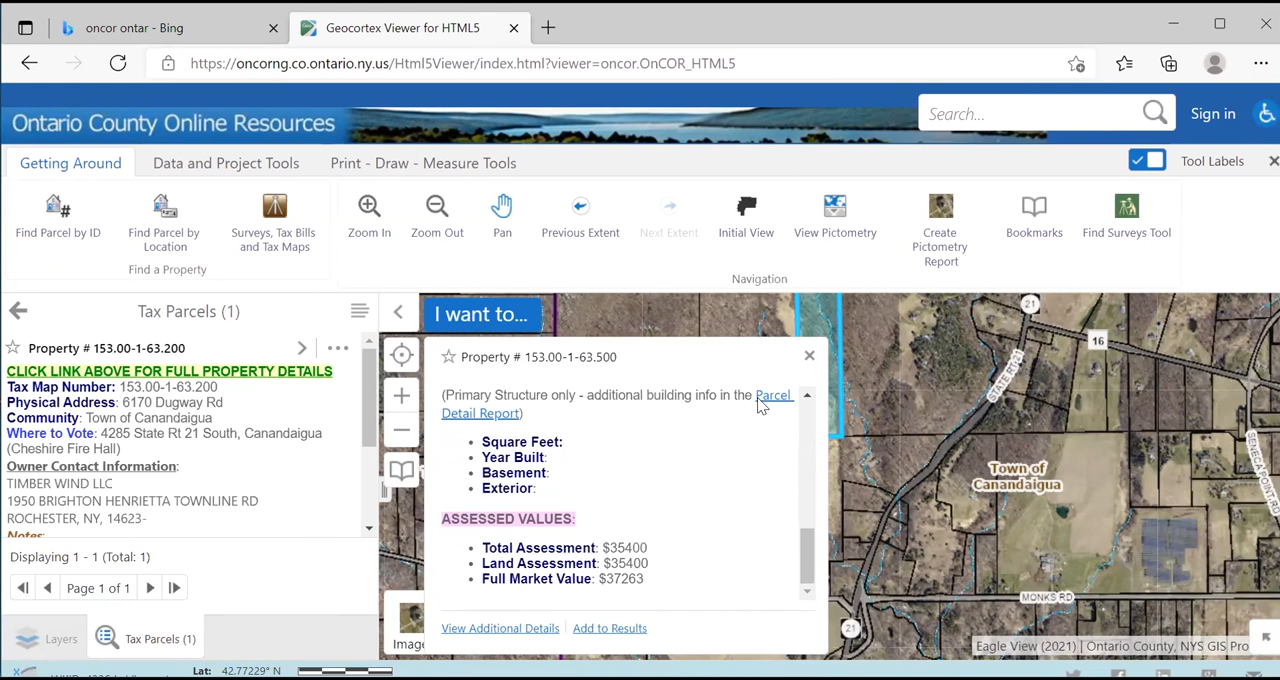 oncor ontar - Bing
Geocortex Viewer for HTML5
https://oncorng.co.ontario.ny.us/Html5Viewer/index.html?viewer=oncor.OnCOR_HTML5
Ontario County Online Resources
Search...
Sign in
Getting Around
Data and Project Tools
Print - Draw - Measure Tools
Tool Labels
Find Parcel by ID
Find Parcel by
Location
Surveys, Tax Bills
and Tax Maps
Find a Property
Zoom In
Zoom Out
Pan
Previous Extent
Next Extent
Initial View
View Pictometry
Create
Pictometry
Report
Bookmarks
Find Surveys Tool
Navigation
Tax Parcels (1)
Property # 153.00-1-63.200
CLICK LINK ABOVE FOR FULL PROPERTY DETAILS
Tax Map Number: 153.00-1-63.200
Physical Address: 6170 Dugway Rd
Community: Town of Canandaigua
Where to Vote: 4285 State Rt 21 South, Canandaigua
(Cheshire Fire Hall)
Owner Contact Information:
TIMBER WIND LLC
1950 BRIGHTON HENRIETTA TOWNLINE RD
ROCHESTER, NY, 14623-
Notes:
Displaying 1 - 1 (Total: 1)
Page 1 of 1
Layers
Tax Parcels (1)
I want to...
Property # 153.00-1-63.500
(Primary Structure only - additional building info in the Parcel
Detail Report)
• Square Feet:
• Year Built:
• Basement:
• Exterior:
ASSESSED VALUES:
• Total Assessment: $35400
• Land Assessment: $35400
• Full Market Value: $37263
View Additional Details
Add to Results
Image
21
16
STATE RT 21
Town of
Canandaigua
SENECA POINT RD
MONKS RD
21
Eagle View (2021) | Ontario County, NYS GIS Pro
Lat: 42.77229° N